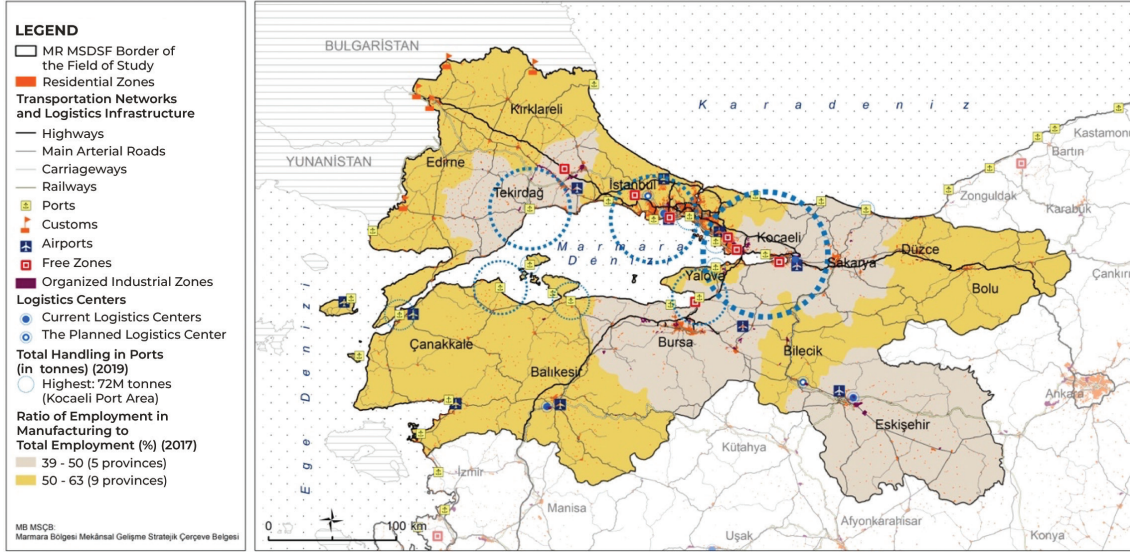 LEGEND
MR MSDSF Border of
the Field of Study
Residential Zones
Transportation Networks
and Logistics Infrastructure
Highways
Main Arterial Roads
Carriageways
Railways
Ports
Customs
Airports
Free Zones
Organized Industrial Zones
Logistics Centers
Current Logistics Centers
The Planned Logistics Center
Total Handling in Ports
(in tonnes) (2019)
Highest: 72M tonnes
(Kocaeli Port Area)
Ratio of Employment in
Manufacturing to
Total Employment (%) (2017)
39 - 50 (5 provinces)
50 - 63 (9 provinces)
MB MSÇB:
Marmara Bölgesi Mekânsal Gelişme Stratejik Çerçeve Belgesi
BULGARİSTAN
Kırklareli
Karadeniz
Kastamonu
Bartın
YUNANİSTAN
Edirne
Tekirdağ
İstanbul
Zonguldak
Karabük
Kocaeli
Marmara
Denizi
Sakarya
Düzce
Yalova
Çankırı
Bolu
Ege Denizi
Çanakkale
Bursa
Bilecik
Balıkesir
Ankara
Eskişehir
Kütahya
İzmir
Manisa
Uşak
Afyonkarahisar
Konya
0 100 km